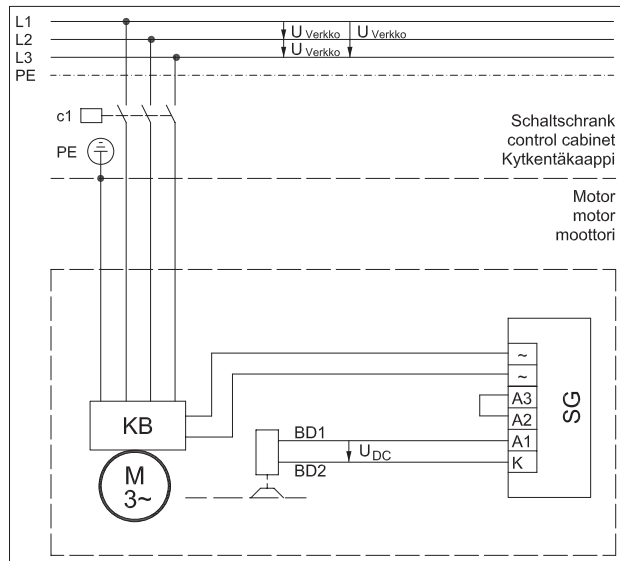 L1
U Verkko U Verkko
L2
U Verkko
L3
PE
c1
PE
Schaltschrank
control cabinet
Kytkentäkaappi
Motor
motor
moottori
~
~
A3
A2
A1
K
SG
KB
BD1
UDC
BD2
M
3~